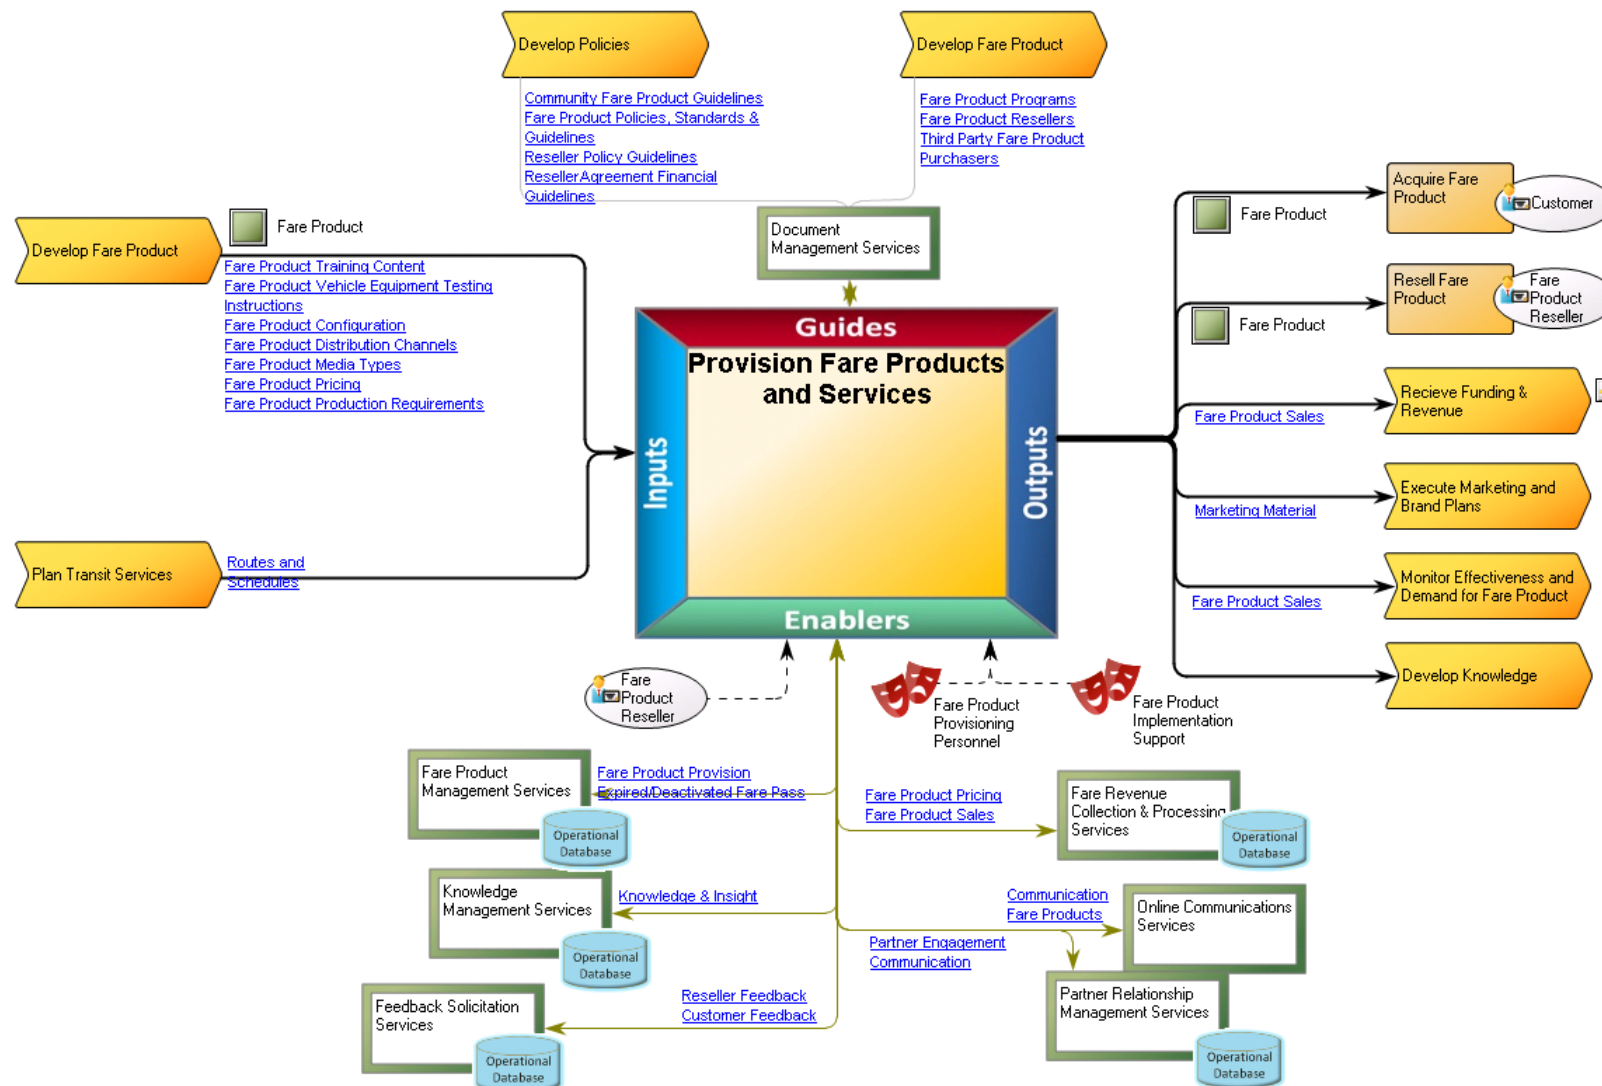 Develop Policies
Develop Fare Product
Community Fare Product Guidelines
Fare Product Policies, Standards &
Guidelines
Reseller Policy Guidelines
ResellerAgreement Financial
Guidelines
Fare Product Programs
Fare Product Resellers
Third Party Fare Product
Purchasers
Document
Management Services
Develop Fare Product
Fare Product
Fare Product Training Content
Fare Product Vehicle Equipment Testing
Instructions
Fare Product Configuration
Fare Product Distribution Channels
Fare Product Media Types
Fare Product Pricing
Fare Product Production Requirements
Plan Transit Services
Routes and
Schedules
Guides
Inputs
Provision Fare Products
and Services
Outputs
Enablers
Fare Product
Acquire Fare
Product
Customer
Fare Product
Resell Fare
Product
Fare
Product
Reseller
Fare Product Sales
Recieve Funding &
Revenue
Marketing Material
Execute Marketing and
Brand Plans
Fare Product Sales
Monitor Effectiveness and
Demand for Fare Product
Develop Knowledge
Fare
Product
Reseller
Fare Product
Provisioning
Personnel
Fare Product
Implementation
Support
Fare Product
Management Services
Operational
Database
Fare Product Provision
Expired/Deactivated Fare Pass
Fare Product Pricing
Fare Product Sales
Fare Revenue
Collection & Processing
Services
Operational
Database
Knowledge
Management Services
Operational
Database
Knowledge & Insight
Communication
Fare Products
Online Communications
Services
Partner Engagement
Communication
Partner Relationship
Management Services
Operational
Database
Feedback Solicitation
Services
Operational
Database
Reseller Feedback
Customer Feedback